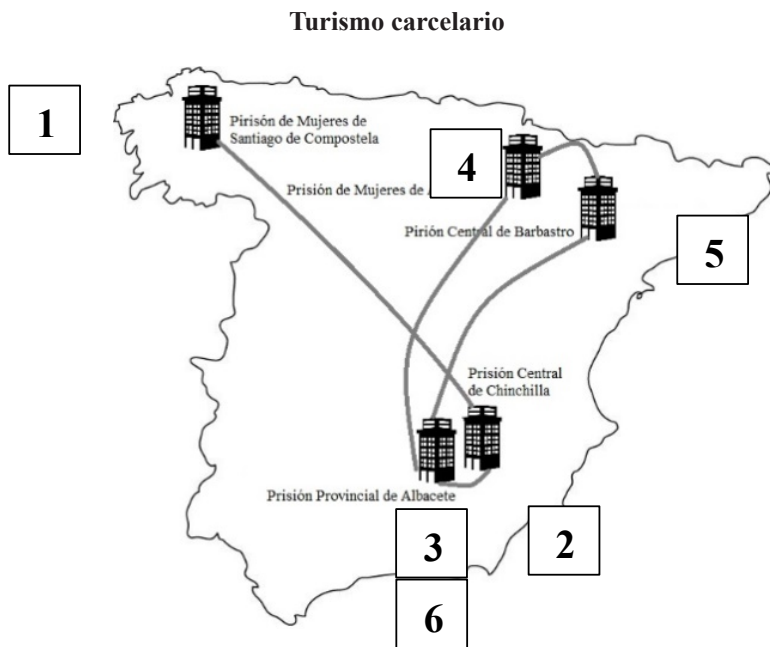 Turismo carcelario
1
Pirisón de Mujeres de
Santiago de Compostela
4
Prisión de Mujeres de
Pirión Central de Barbastro
5
Prisión Central
de Chinchilla
Prisión Provincial de Albacete
3
2
6